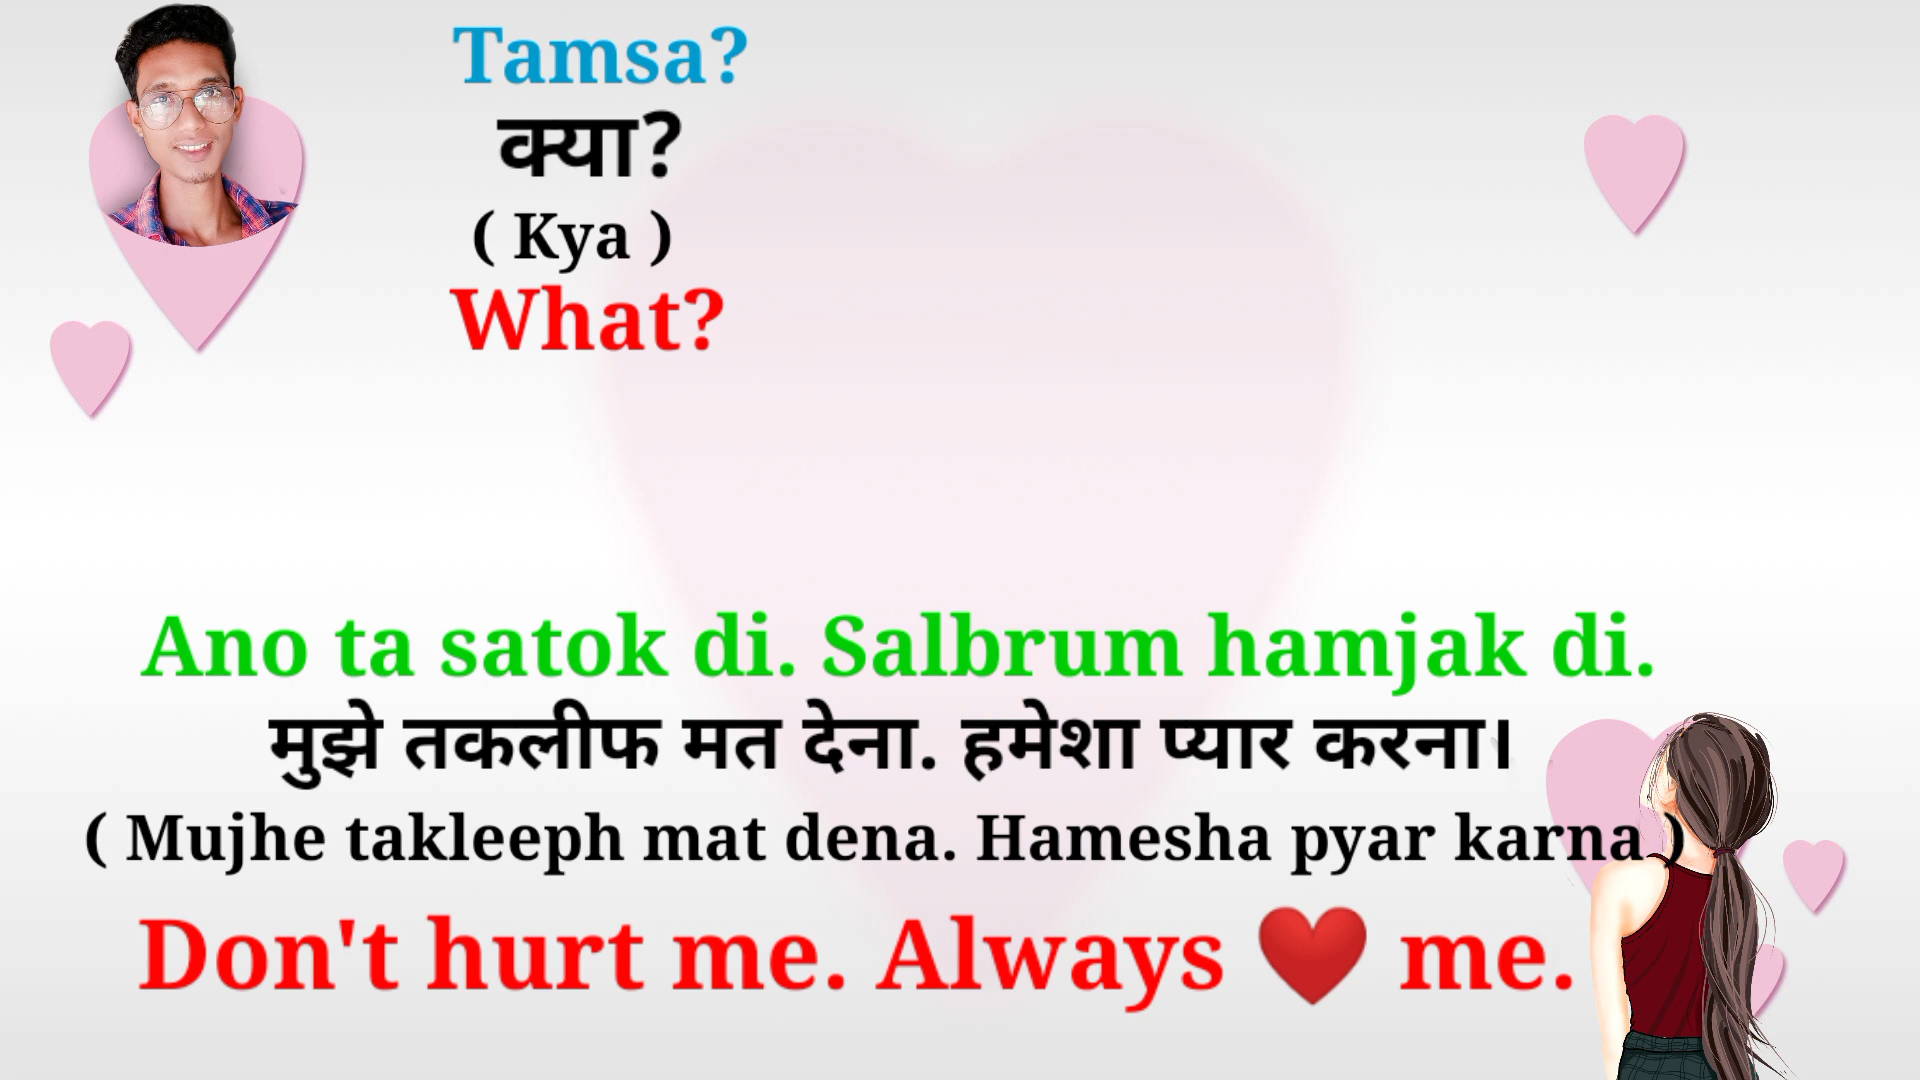 Tamsa?
क्या?
( Kya )
What?
Ano ta satok di. Salbrum hamjak di.
मुझे तकलीफ मत देना. हमेशा प्यार करना।
( Mujhe takleeph mat dena. Hamesha pyar karna )
Don't hurt me. Always ❤ me.